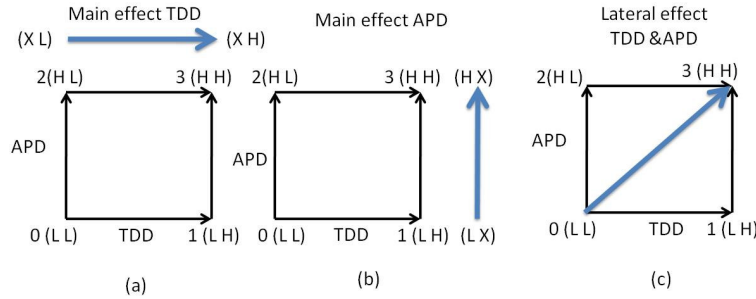 Main effect TDD
(X L)
(X H)
2(H L)
3 (H H)
APD
0 (L L)
TDD
1 (L H)
(a)
Main effect APD
2(H L)
3 (H H)
(H X)
APD
0 (L L)
TDD
1 (L H)
(L X)
(b)
Lateral effect
TDD &APD
2(H L)
3 (H H)
APD
0 (L L)
TDD
1 (L H)
(c)